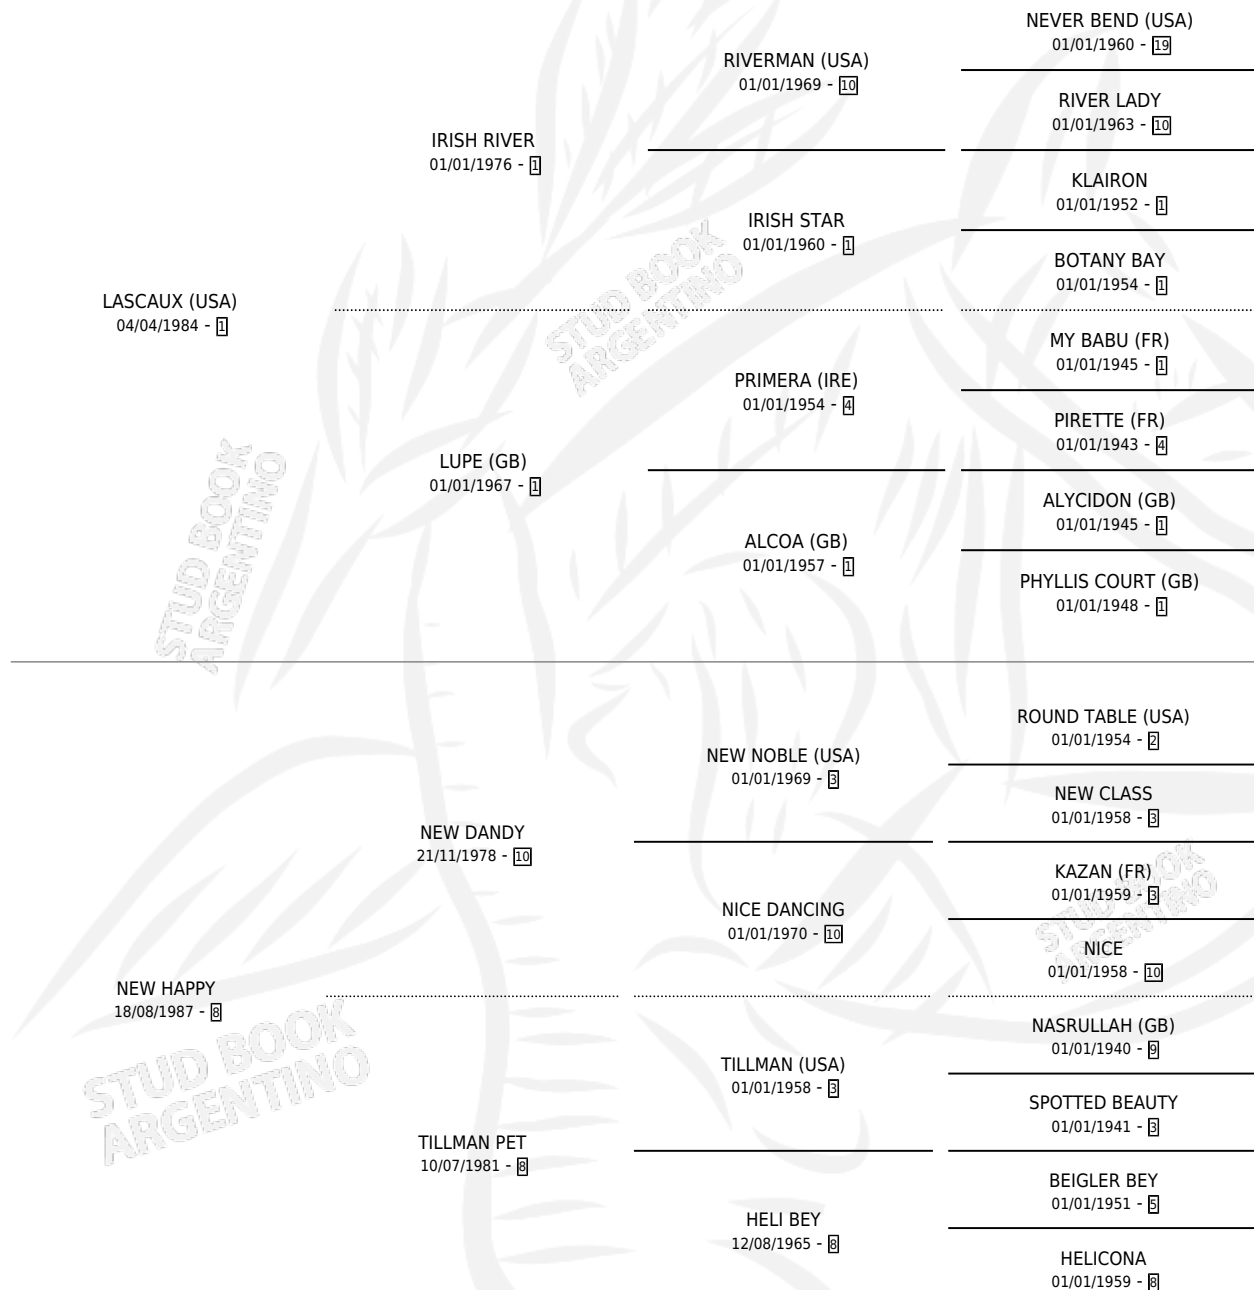 NEVER BEND (USA)
01/01/1960 - 19
RIVERMAN (USA)
01/01/1969 - 10
RIVER LADY
01/01/1963 - 10
IRISH RIVER
01/01/1976 - 1
KLAIRON
01/01/1952 - 1
IRISH STAR
01/01/1960 - 1
BOTANY BAY
01/01/1954 - 1
LASCAUX (USA)
04/04/1984 - 1
MY BABU (FR)
01/01/1945 - 1
PRIMERA (IRE)
01/01/1954 - 4
PIRETTE (FR)
01/01/1943 - 4
LUPE (GB)
01/01/1967 - 1
ALYCIDON (GB)
01/01/1945 - 1
ALCOA (GB)
01/01/1957 - 1
PHYLLIS COURT (GB)
01/01/1948 - 1
ROUND TABLE (USA)
01/01/1954 - 2
NEW NOBLE (USA)
01/01/1969 - 3
NEW CLASS
01/01/1958 - 3
NEW DANDY
21/11/1978 - 10
KAZAN (FR)
01/01/1959 - 3
NICE DANCING
01/01/1970 - 10
NICE
01/01/1958 - 10
NEW HAPPY
18/08/1987 - 8
NASRULLAH (GB)
01/01/1940 - 9
TILLMAN (USA)
01/01/1958 - 3
SPOTTED BEAUTY
01/01/1941 - 3
TILLMAN PET
10/07/1981 - 8
BEIGLER BEY
01/01/1951 - 5
HELI BEY
12/08/1965 - 8
HELICONA
01/01/1959 - 8
STUD BOOK
ARGENTINO
STUD BOOK
ARGENTINO
STUD BOOK
ARGENTINO
STUD BOOK
ARGENTINO